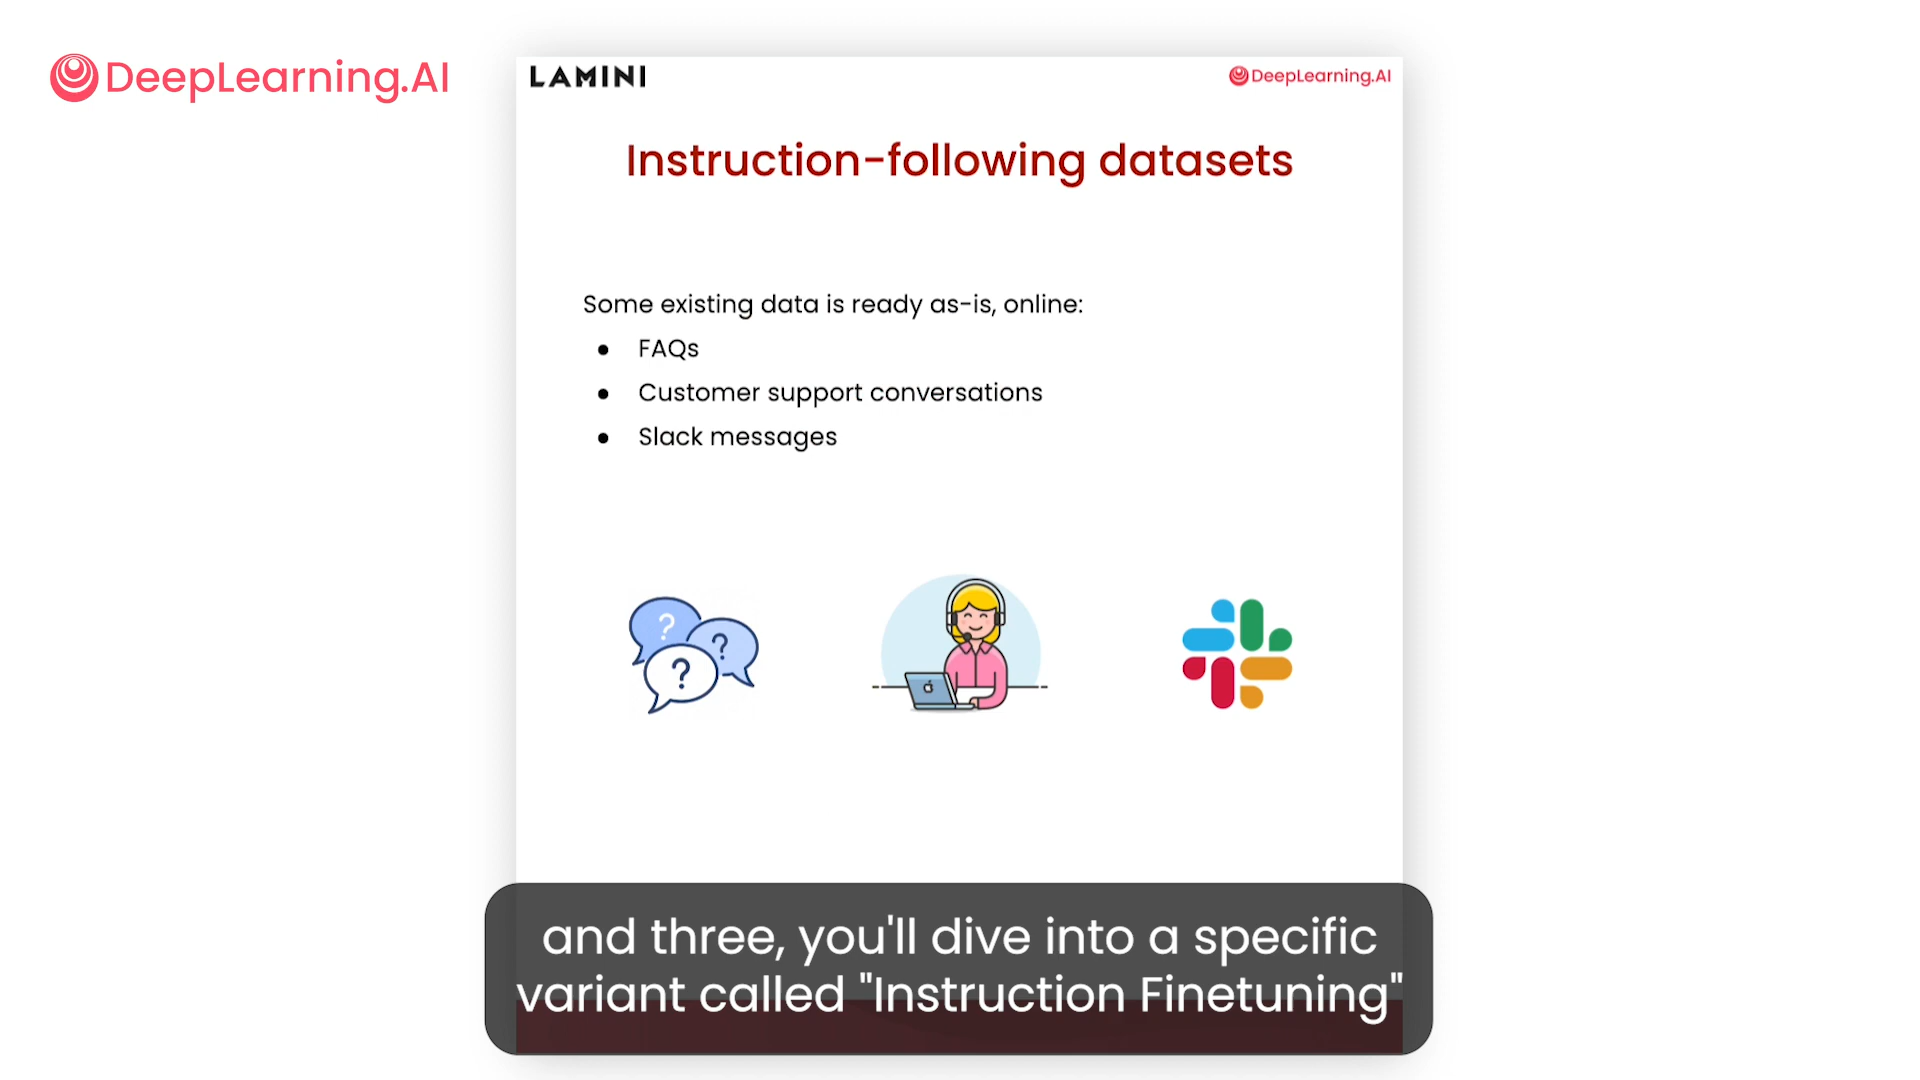 DeepLearning.AI
LAMINI
DeepLearning.AI
Instruction-following datasets
Some existing data is ready as-is, online:
● FAQs
● Customer support conversations
● Slack messages
? ? ?
and three, you'll dive into a specific
variant called "Instruction Finetuning"